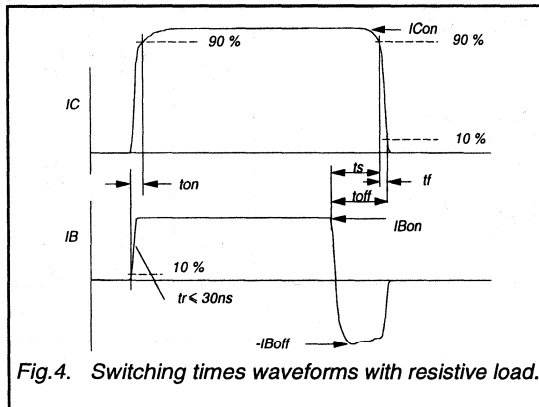 ICon
90 %
90 %
IC
10 %
ts
ton
tf
toff
IB
IBon
10 %
tr ⩽ 30ns
-IBoff
Fig.4. Switching times waveforms with resistive load.